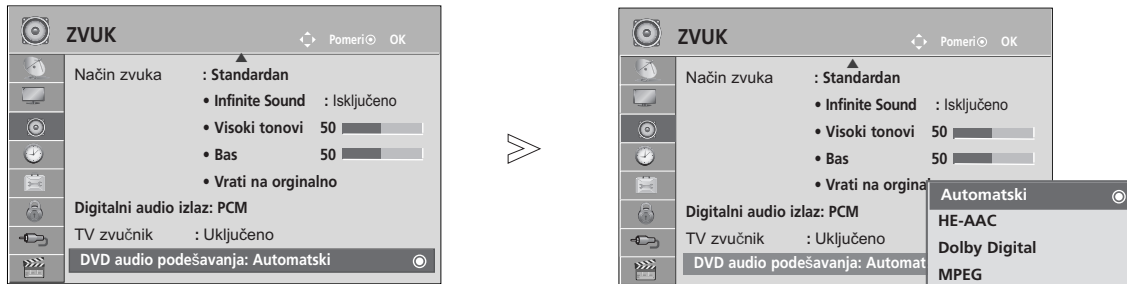 ZVUK
Pomeri OK
Način zvuka : Standardan
• Infinite Sound : Isključeno
• Visoki tonovi 50
• Bas 50
• Vrati na orginalno
Digitalni audio izlaz: PCM
TV zvučnik : Uključeno
DVD audio podešavanja: Automatski
ZVUK
Pomeri OK
Način zvuka : Standardan
• Infinite Sound : Isključeno
• Visoki tonovi 50
• Bas 50
• Vrati na orginal
Digitalni audio izlaz: PCM
TV zvučnik : Uključeno
DVD audio podešavanja: Automat
Automatski
HE-AAC
Dolby Digital
MPEG